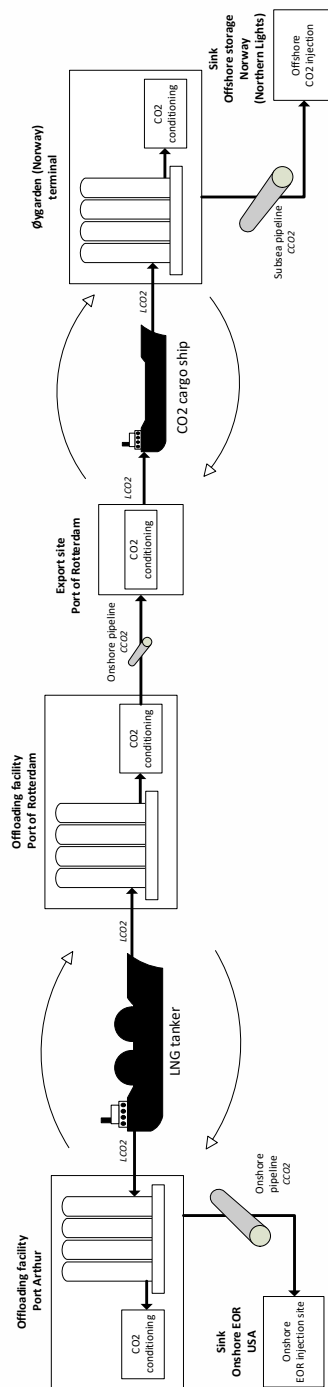 Offloading facility
Port Arthur
CO2
conditioning
LCO2
LNG tanker
Onshore
pipeline
CCO2
Sink
Onshore EOR
USA
Onshore
EOR injection site
Offloading facility
Port of Rotterdam
LCO2
CO2
conditioning
Onshore pipeline
CCO2
Export site
Port of Rotterdam
CO2
conditioning
LCO2
CO2 cargo ship
LCO2
Øygarden (Norway)
terminal
CO2
conditioning
Subsea pipeline
CCO2
Sink
Offshore storage
Norway
(Northern Lights)
Offshore
CO2 injection